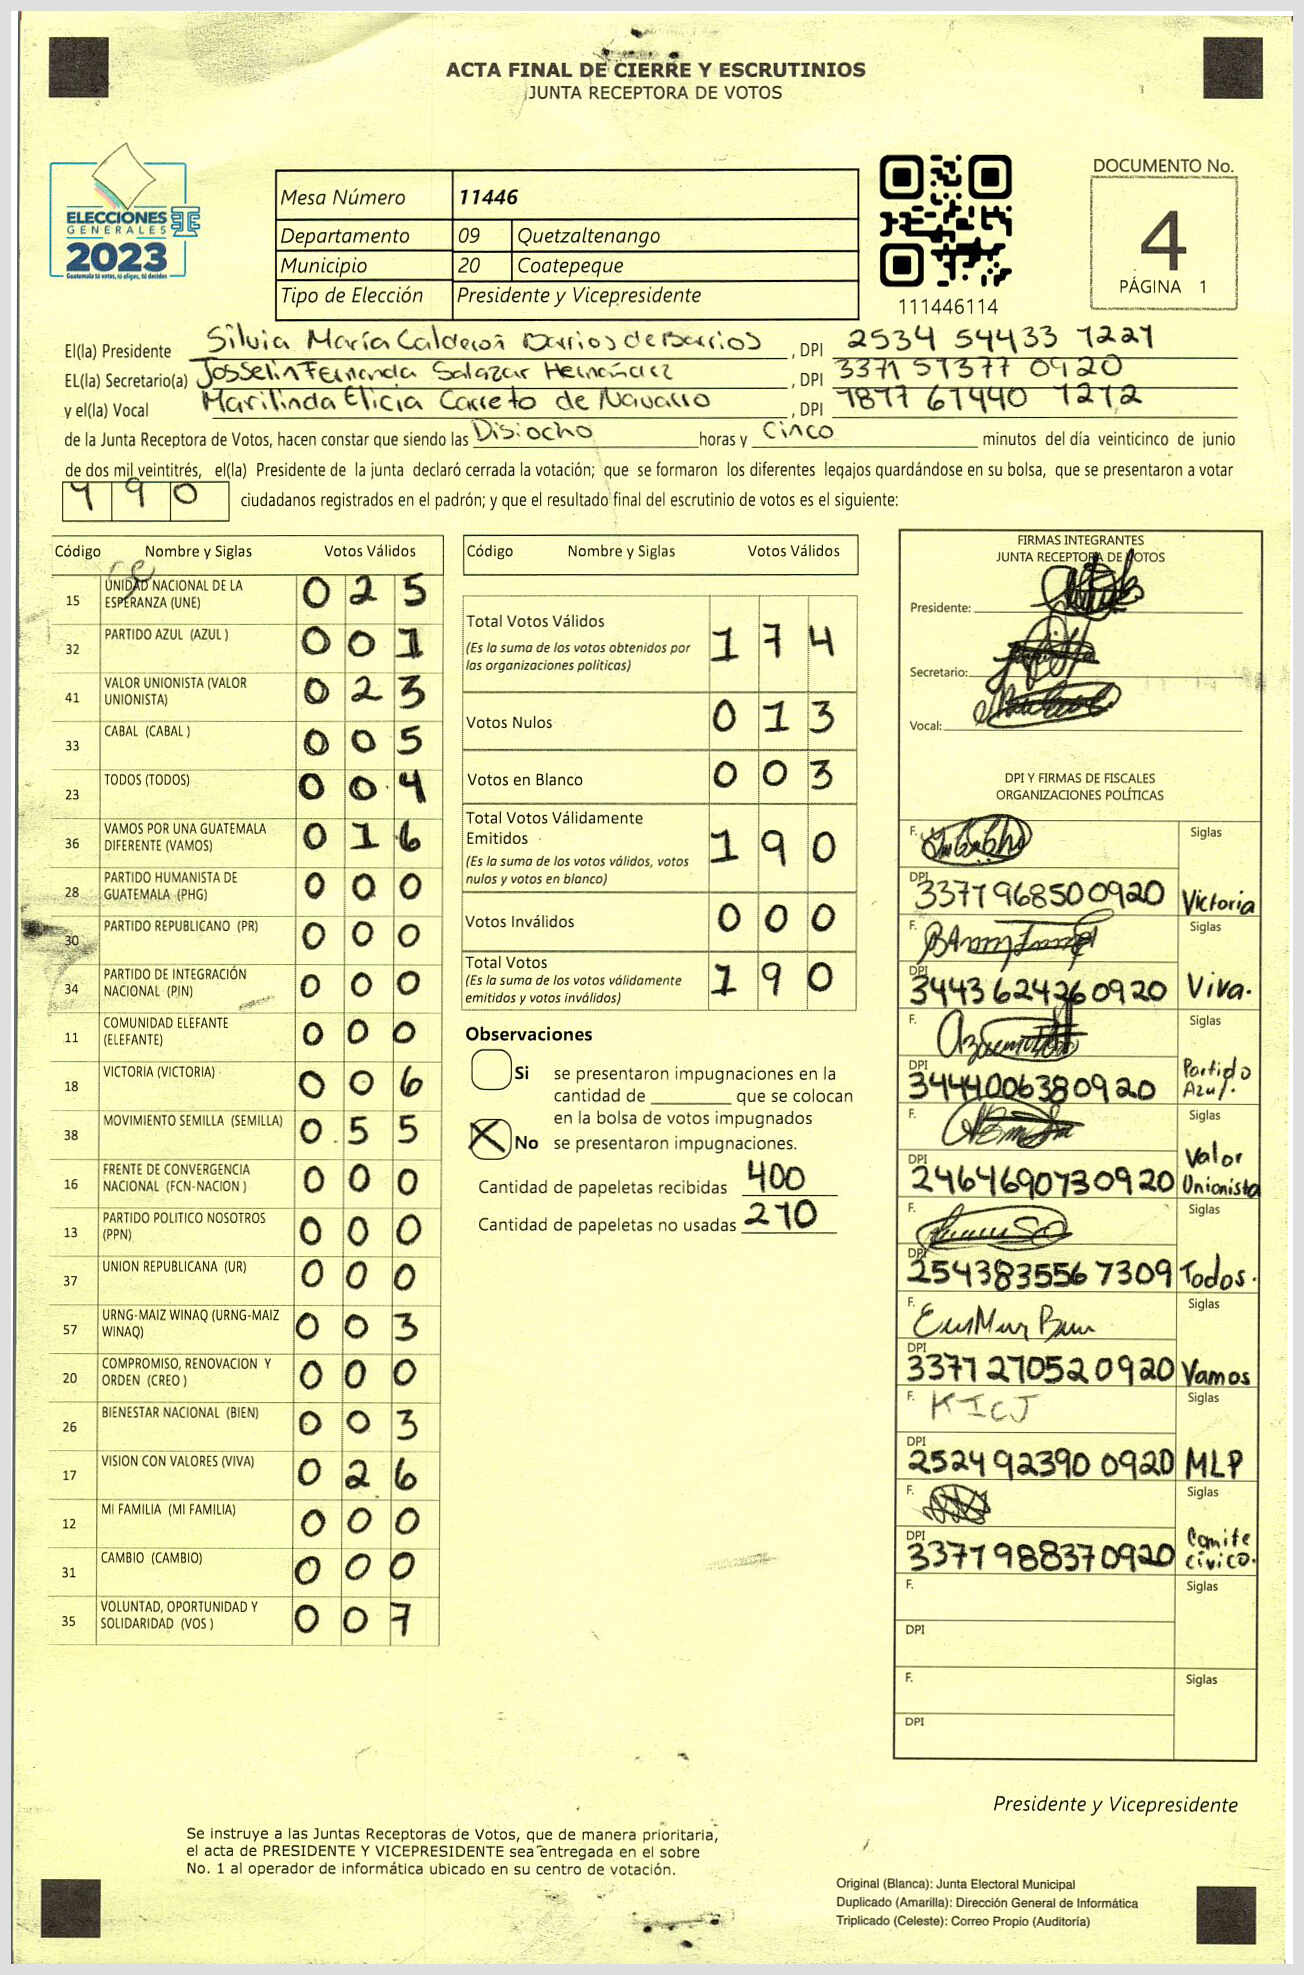 ACTA FINAL DE CIERRE Y ESCRUTINIOS
JUNTA RECEPTORA DE VOTOS
ELECCIONES
GENERALES
2023
Guatemala tú votas, tú eliges, tú decides
Mesa Número 11446
Departamento 09 Quetzaltenango
Municipio 20 Coatepeque
Tipo de Elección Presidente y Vicepresidente
111446114
DOCUMENTO No.
4
PÁGINA 1
El(la) Presidente Silvia María Calderón Barrios de Barrios , DPI 2534 54433 1221
EL(la) Secretario(a) Josselin Fernanda Salazar Hernández , DPI 3371 51377 0920
y el(la) Vocal Marilinda Elicia Carreto de Navarro , DPI 1877 61440 1212
de la Junta Receptora de Votos, hacen constar que siendo las Disiocho horas y Cinco minutos del día veinticinco de junio
de dos mil veintitrés, el(la) Presidente de la junta declaró cerrada la votación; que se formaron los diferentes legajos quardándose en su bolsa, que se presentaron a votar
190 ciudadanos registrados en el padrón; y que el resultado final del escrutinio de votos es el siguiente:
Código Nombre y Siglas Votos Válidos
15 UNIDAD NACIONAL DE LA ESPERANZA (UNE) 0 2 5
32 PARTIDO AZUL (AZUL ) 0 0 1
41 VALOR UNIONISTA (VALOR UNIONISTA) 0 2 3
33 CABAL (CABAL ) 0 0 5
23 TODOS (TODOS) 0 0 4
36 VAMOS POR UNA GUATEMALA DIFERENTE (VAMOS) 0 1 6
28 PARTIDO HUMANISTA DE GUATEMALA (PHG) 0 0 0
30 PARTIDO REPUBLICANO (PR) 0 0 0
34 PARTIDO DE INTEGRACIÓN NACIONAL (PIN) 0 0 0
11 COMUNIDAD ELEFANTE (ELEFANTE) 0 0 0
18 VICTORIA (VICTORIA) 0 0 6
38 MOVIMIENTO SEMILLA (SEMILLA) 0 5 5
16 FRENTE DE CONVERGENCIA NACIONAL (FCN-NACION ) 0 0 0
13 PARTIDO POLITICO NOSOTROS (PPN) 0 0 0
37 UNION REPUBLICANA (UR) 0 0 0
57 URNG-MAIZ WINAQ (URNG-MAIZ WINAQ) 0 0 3
20 COMPROMISO, RENOVACION Y ORDEN (CREO ) 0 0 0
26 BIENESTAR NACIONAL (BIEN) 0 0 3
17 VISION CON VALORES (VIVA) 0 2 6
12 MI FAMILIA (MI FAMILIA) 0 0 0
31 CAMBIO (CAMBIO) 0 0 0
35 VOLUNTAD, OPORTUNIDAD Y SOLIDARIDAD (VOS ) 0 0 7
Código Nombre y Siglas Votos Válidos
Total Votos Válidos 1 7 4
(Es la suma de los votos obtenidos por
las organizaciones políticas)
Votos Nulos 0 1 3
Votos en Blanco 0 0 3
Total Votos Válidamente
Emitidos 1 9 0
(Es la suma de los votos válidos, votos
nulos y votos en blanco)
Votos Inválidos 0 0 0
Total Votos 1 9 0
(Es la suma de los votos válidamente
emitidos y votos inválidos)
Observaciones
Si se presentaron impugnaciones en la
cantidad de ________ que se colocan
en la bolsa de votos impugnados
No se presentaron impugnaciones.
Cantidad de papeletas recibidas 400
Cantidad de papeletas no usadas 210
FIRMAS INTEGRANTES
JUNTA RECEPTORA DE VOTOS
Presidente:
Secretario:
Vocal:
DPI Y FIRMAS DE FISCALES
ORGANIZACIONES POLÍTICAS
F. Siglas
DPI 3371968500920 Victoria
F. Siglas
DPI 3443624260920 Viva.
F. Siglas
DPI 3444006380920 Partido Azul.
F. Siglas
DPI 2464690730920 Valor Unionista
F. Siglas
DPI 2543835567309 Todos.
F. Siglas
DPI 3371270520920 Vamos
F. KICJ Siglas
DPI 2524923900920 MLP
F. Siglas
DPI 3371988370920 Comite civico.
F. Siglas
DPI
F. Siglas
DPI
Presidente y Vicepresidente
Se instruye a las Juntas Receptoras de Votos, que de manera prioritaria,
el acta de PRESIDENTE Y VICEPRESIDENTE sea entregada en el sobre
No. 1 al operador de informática ubicado en su centro de votación.
Original (Blanca): Junta Electoral Municipal
Duplicado (Amarilla): Dirección General de Informática
Triplicado (Celeste): Correo Propio (Auditoría)